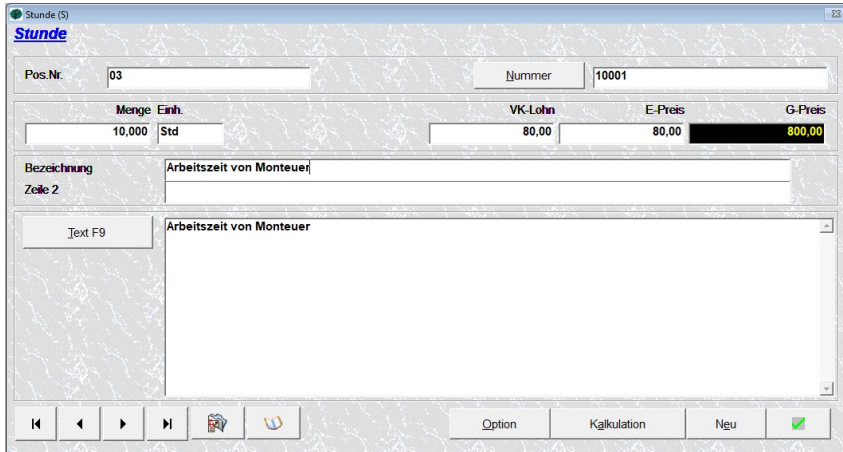 Stunde (S)
Stunde
Pos.Nr. 03 Nummer 10001
Menge Einh. VK-Lohn E-Preis G-Preis
10,000 Std 80,00 80,00 800,00
Bezeichnung Arbeitszeit von Monteuer
Zeile 2
Text F9 Arbeitszeit von Monteuer
Option Kalkulation Neu